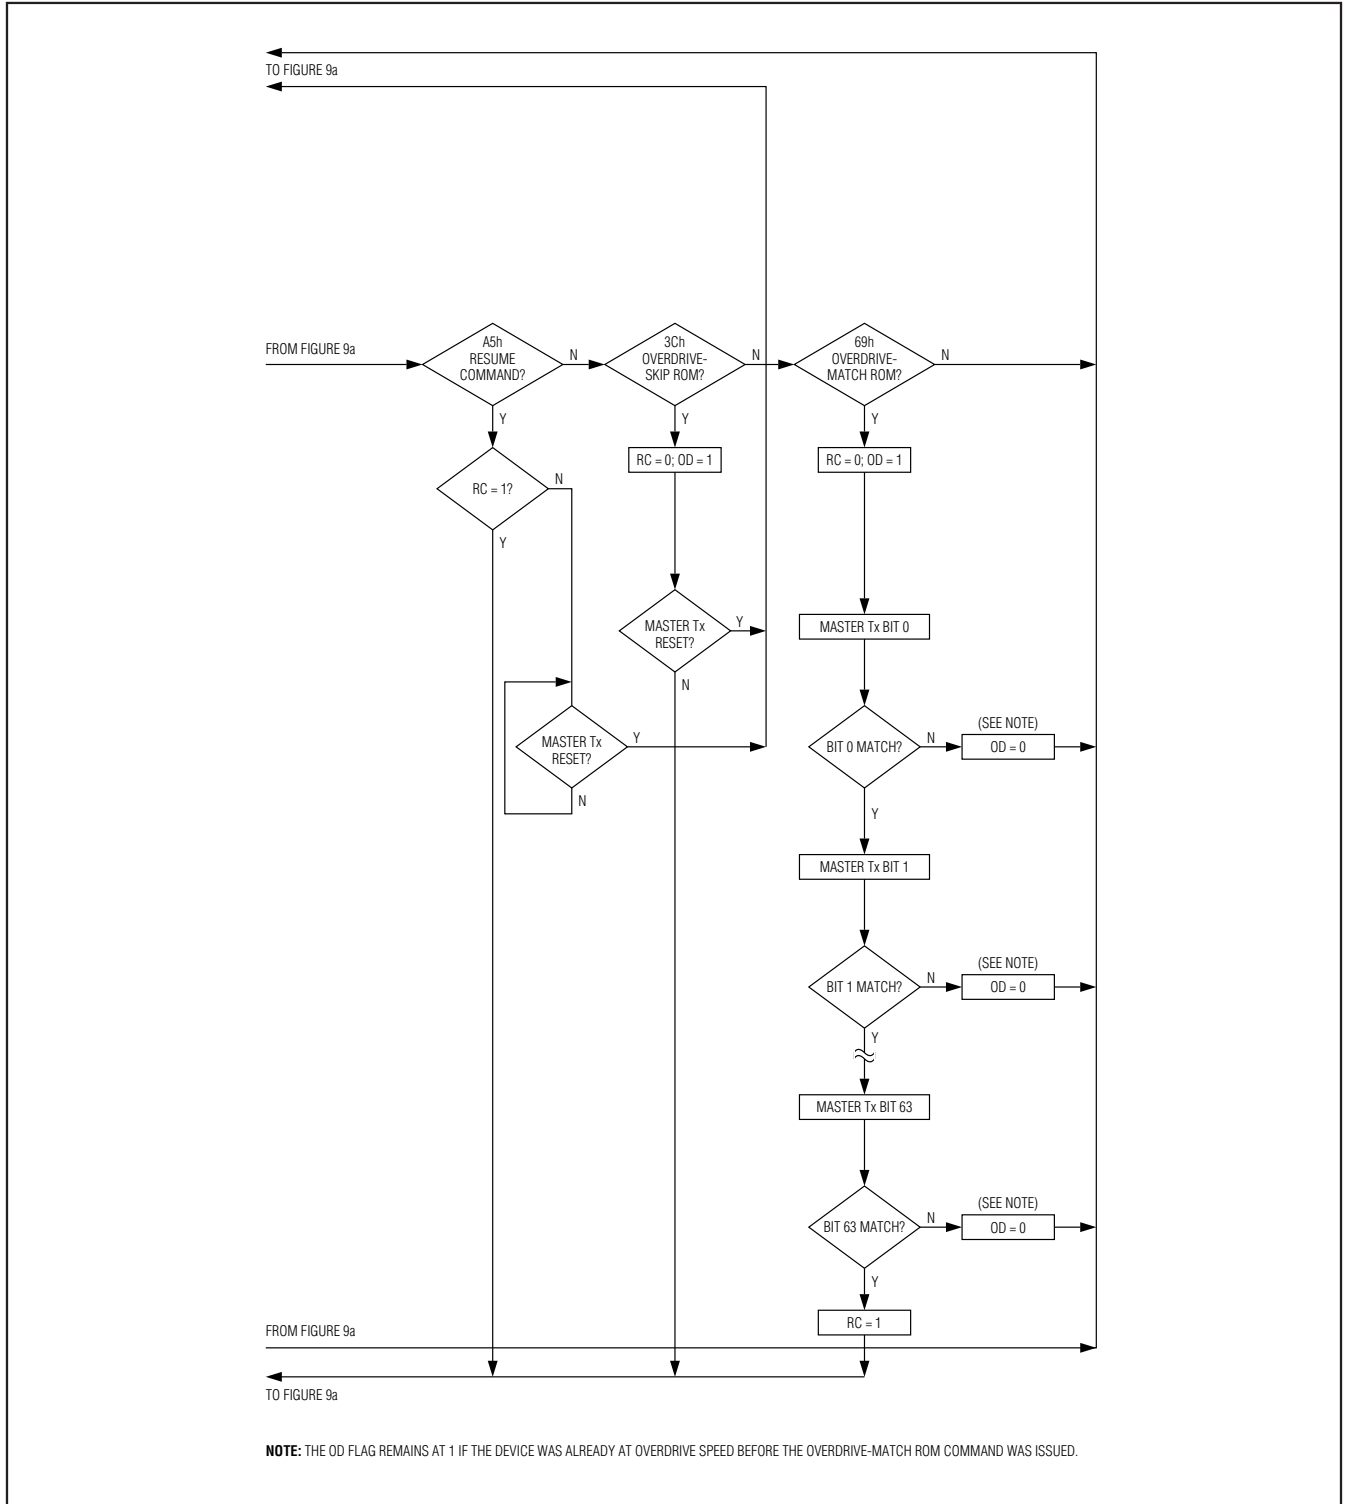 TO FIGURE 9a
FROM FIGURE 9a
A5h
RESUME
COMMAND?
N
3Ch
OVERDRIVE-
SKIP ROM?
N
69h
OVERDRIVE-
MATCH ROM?
N
Y
Y
Y
RC = 1?
N
RC = 0; OD = 1
RC = 0; OD = 1
Y
MASTER Tx
RESET?
Y
N
MASTER Tx BIT 0
MASTER Tx
RESET?
Y
N
BIT 0 MATCH?
N
(SEE NOTE)
OD = 0
Y
MASTER Tx BIT 1
BIT 1 MATCH?
N
(SEE NOTE)
OD = 0
Y
MASTER Tx BIT 63
BIT 63 MATCH?
N
(SEE NOTE)
OD = 0
Y
RC = 1
FROM FIGURE 9a
TO FIGURE 9a
NOTE: THE OD FLAG REMAINS AT 1 IF THE DEVICE WAS ALREADY AT OVERDRIVE SPEED BEFORE THE OVERDRIVE-MATCH ROM COMMAND WAS ISSUED.